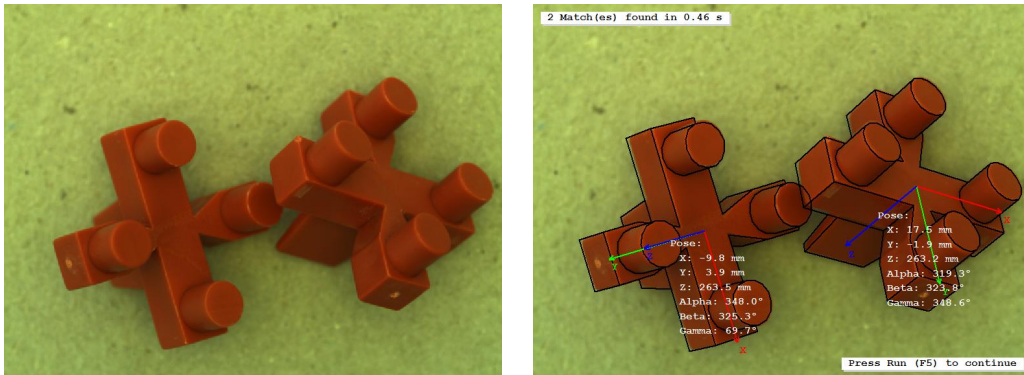 2 Match(es) found in 0.46 s
Pose:
X: 17.5 mm
Y: -1.9 mm
Z: 263.2 mm
Alpha: 319.3°
Beta: 323.8°
Gamma: 348.6°
X
Z
Pose:
X: -9.8 mm
Y: 3.9 mm
Z: 263.5 mm
Alpha: 348.0°
Beta: 325.3°
Gamma: 69.7°
Z
Y
X
Press Run (F5) to continue